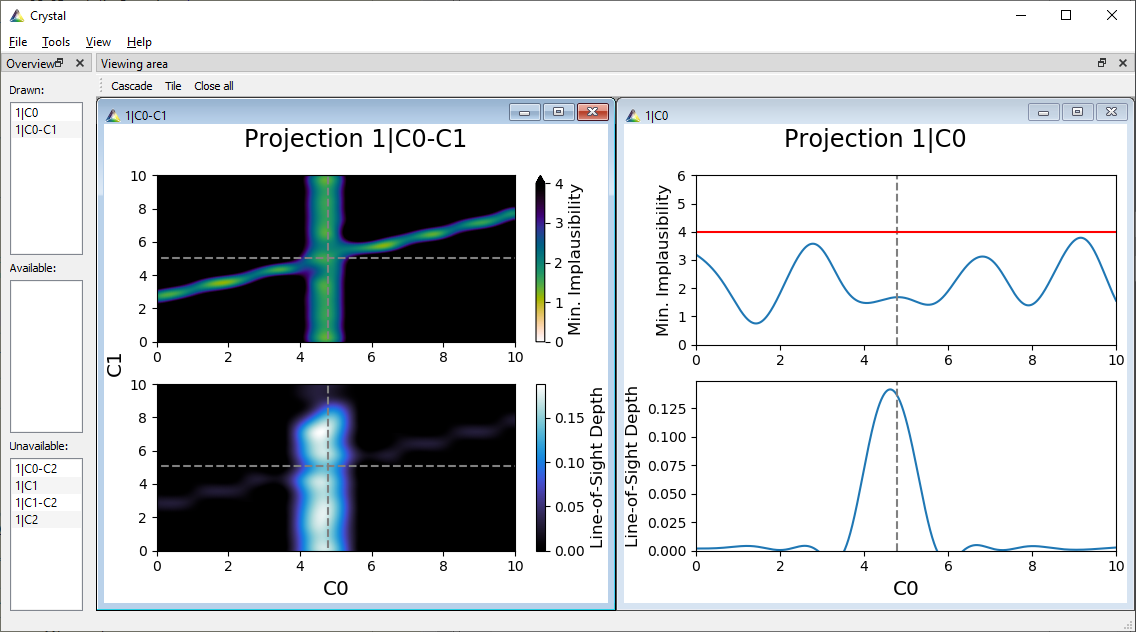 Crystal
File Tools View Help
Overview
Viewing area
Drawn:
1|C0
1|C0-C1
Available:
Unavailable:
1|C0-C2
1|C1
1|C1-C2
1|C2
Cascade Tile Close all
1|C0-C1
Projection 1|C0-C1
10
8
6
4
2
0
0 2 4 6 8 10
4
3
2
1
0
Min. Implausibility
C1
10
8
6
4
2
0
0 2 4 6 8 10
C0
0.15
0.10
0.05
0.00
Line-of-Sight Depth
1|C0
Projection 1|C0
Min. Implausibility
6
5
4
3
2
1
0
0 2 4 6 8 10
Line-of-Sight Depth
0.125
0.100
0.075
0.050
0.025
0.000
0 2 4 6 8 10
C0